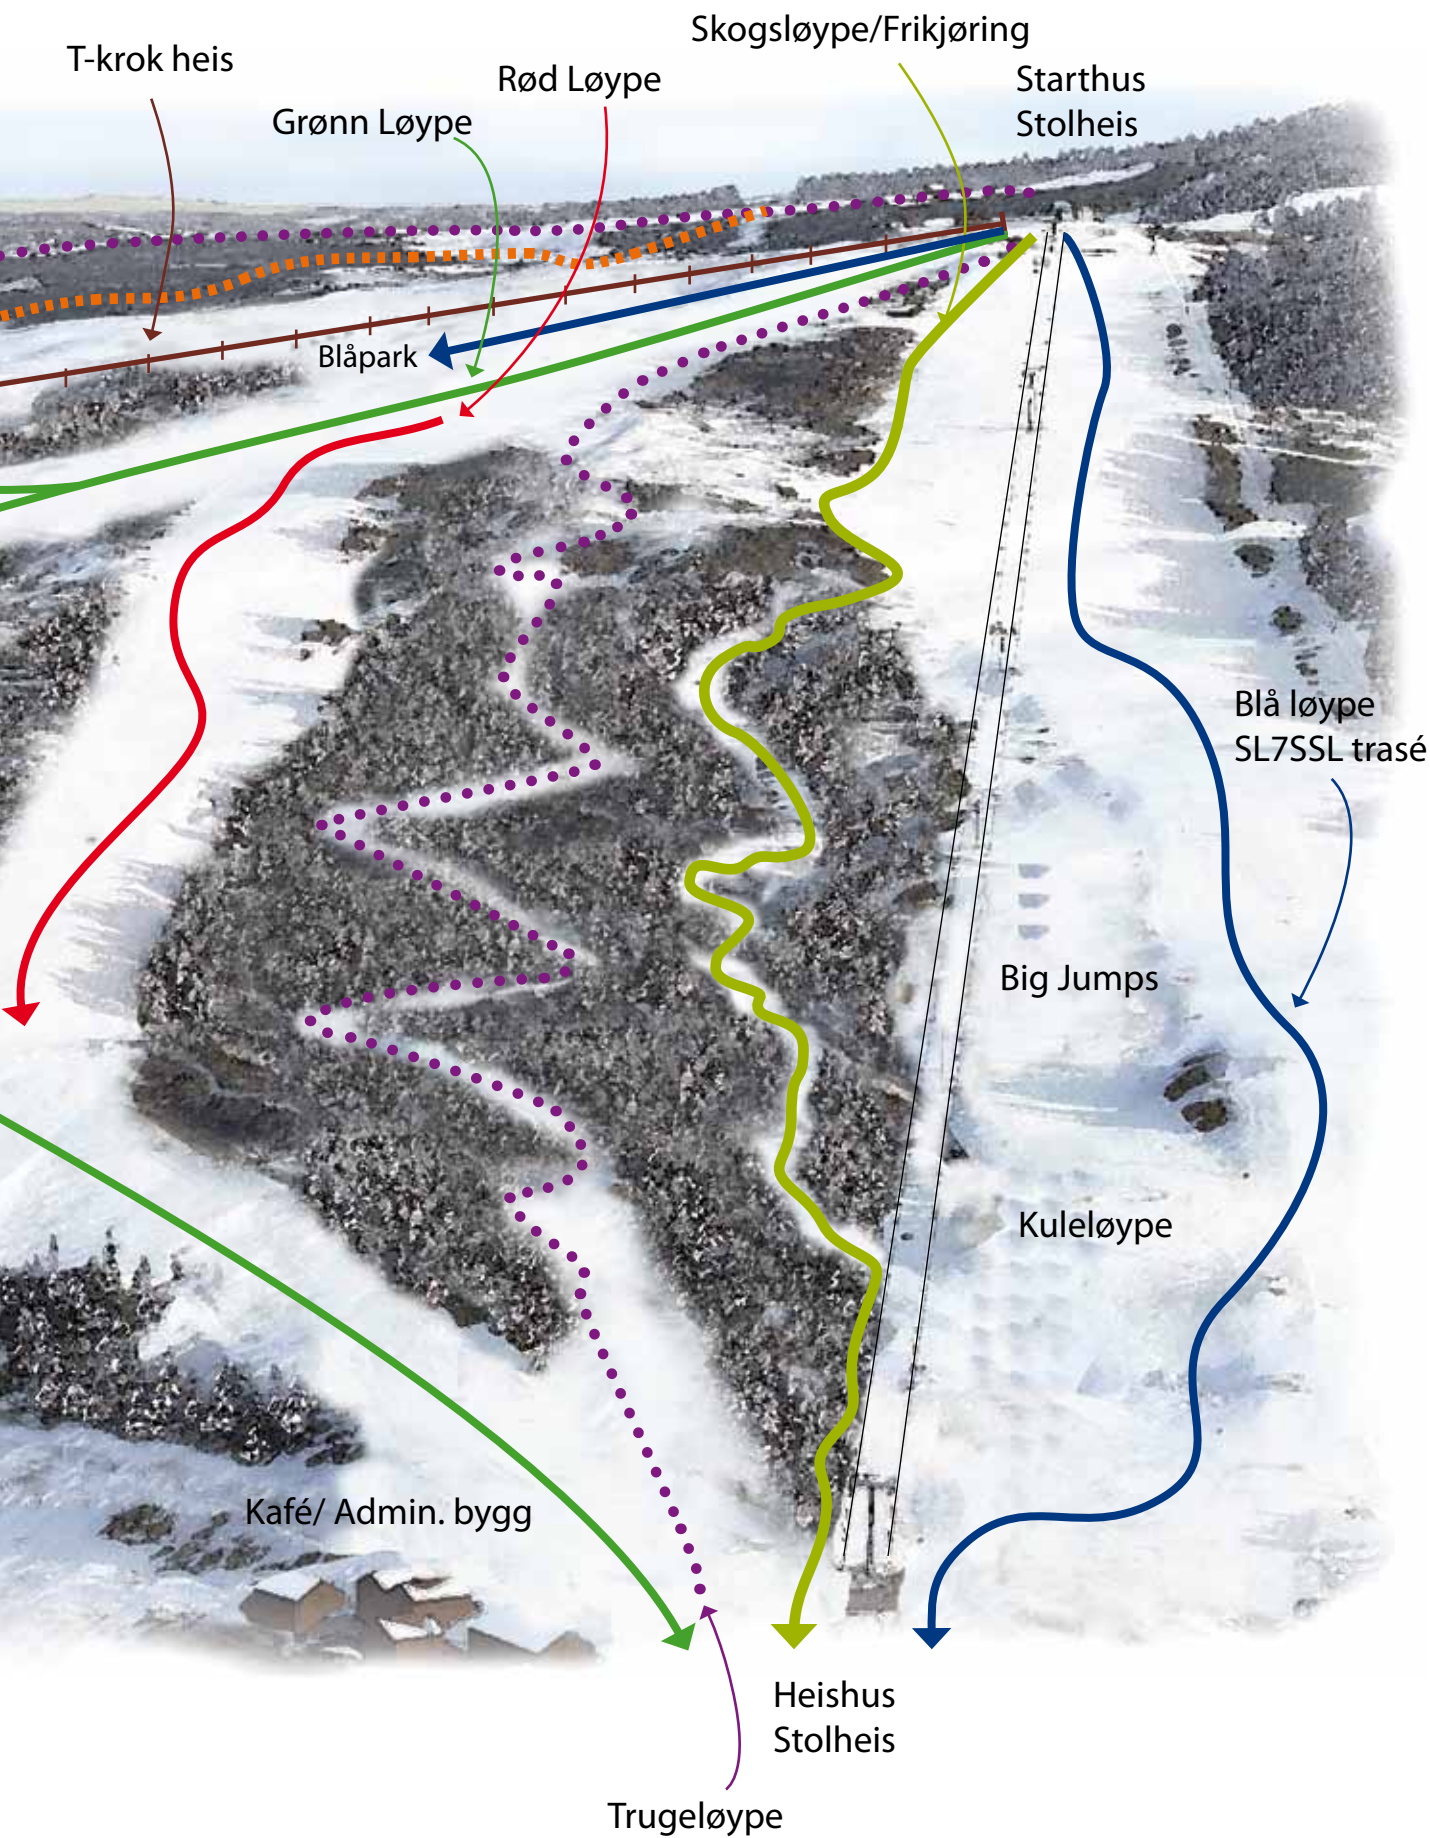 Skogsløype/Frikjøring
T-krok heis
Rød Løype
Starthus
Stolheis
Grønn Løype
Blåpark
Blå løype
SL7SSL trasé
Big Jumps
Kuleløype
Kafé/ Admin. bygg
Heishus
Stolheis
Trugeløype